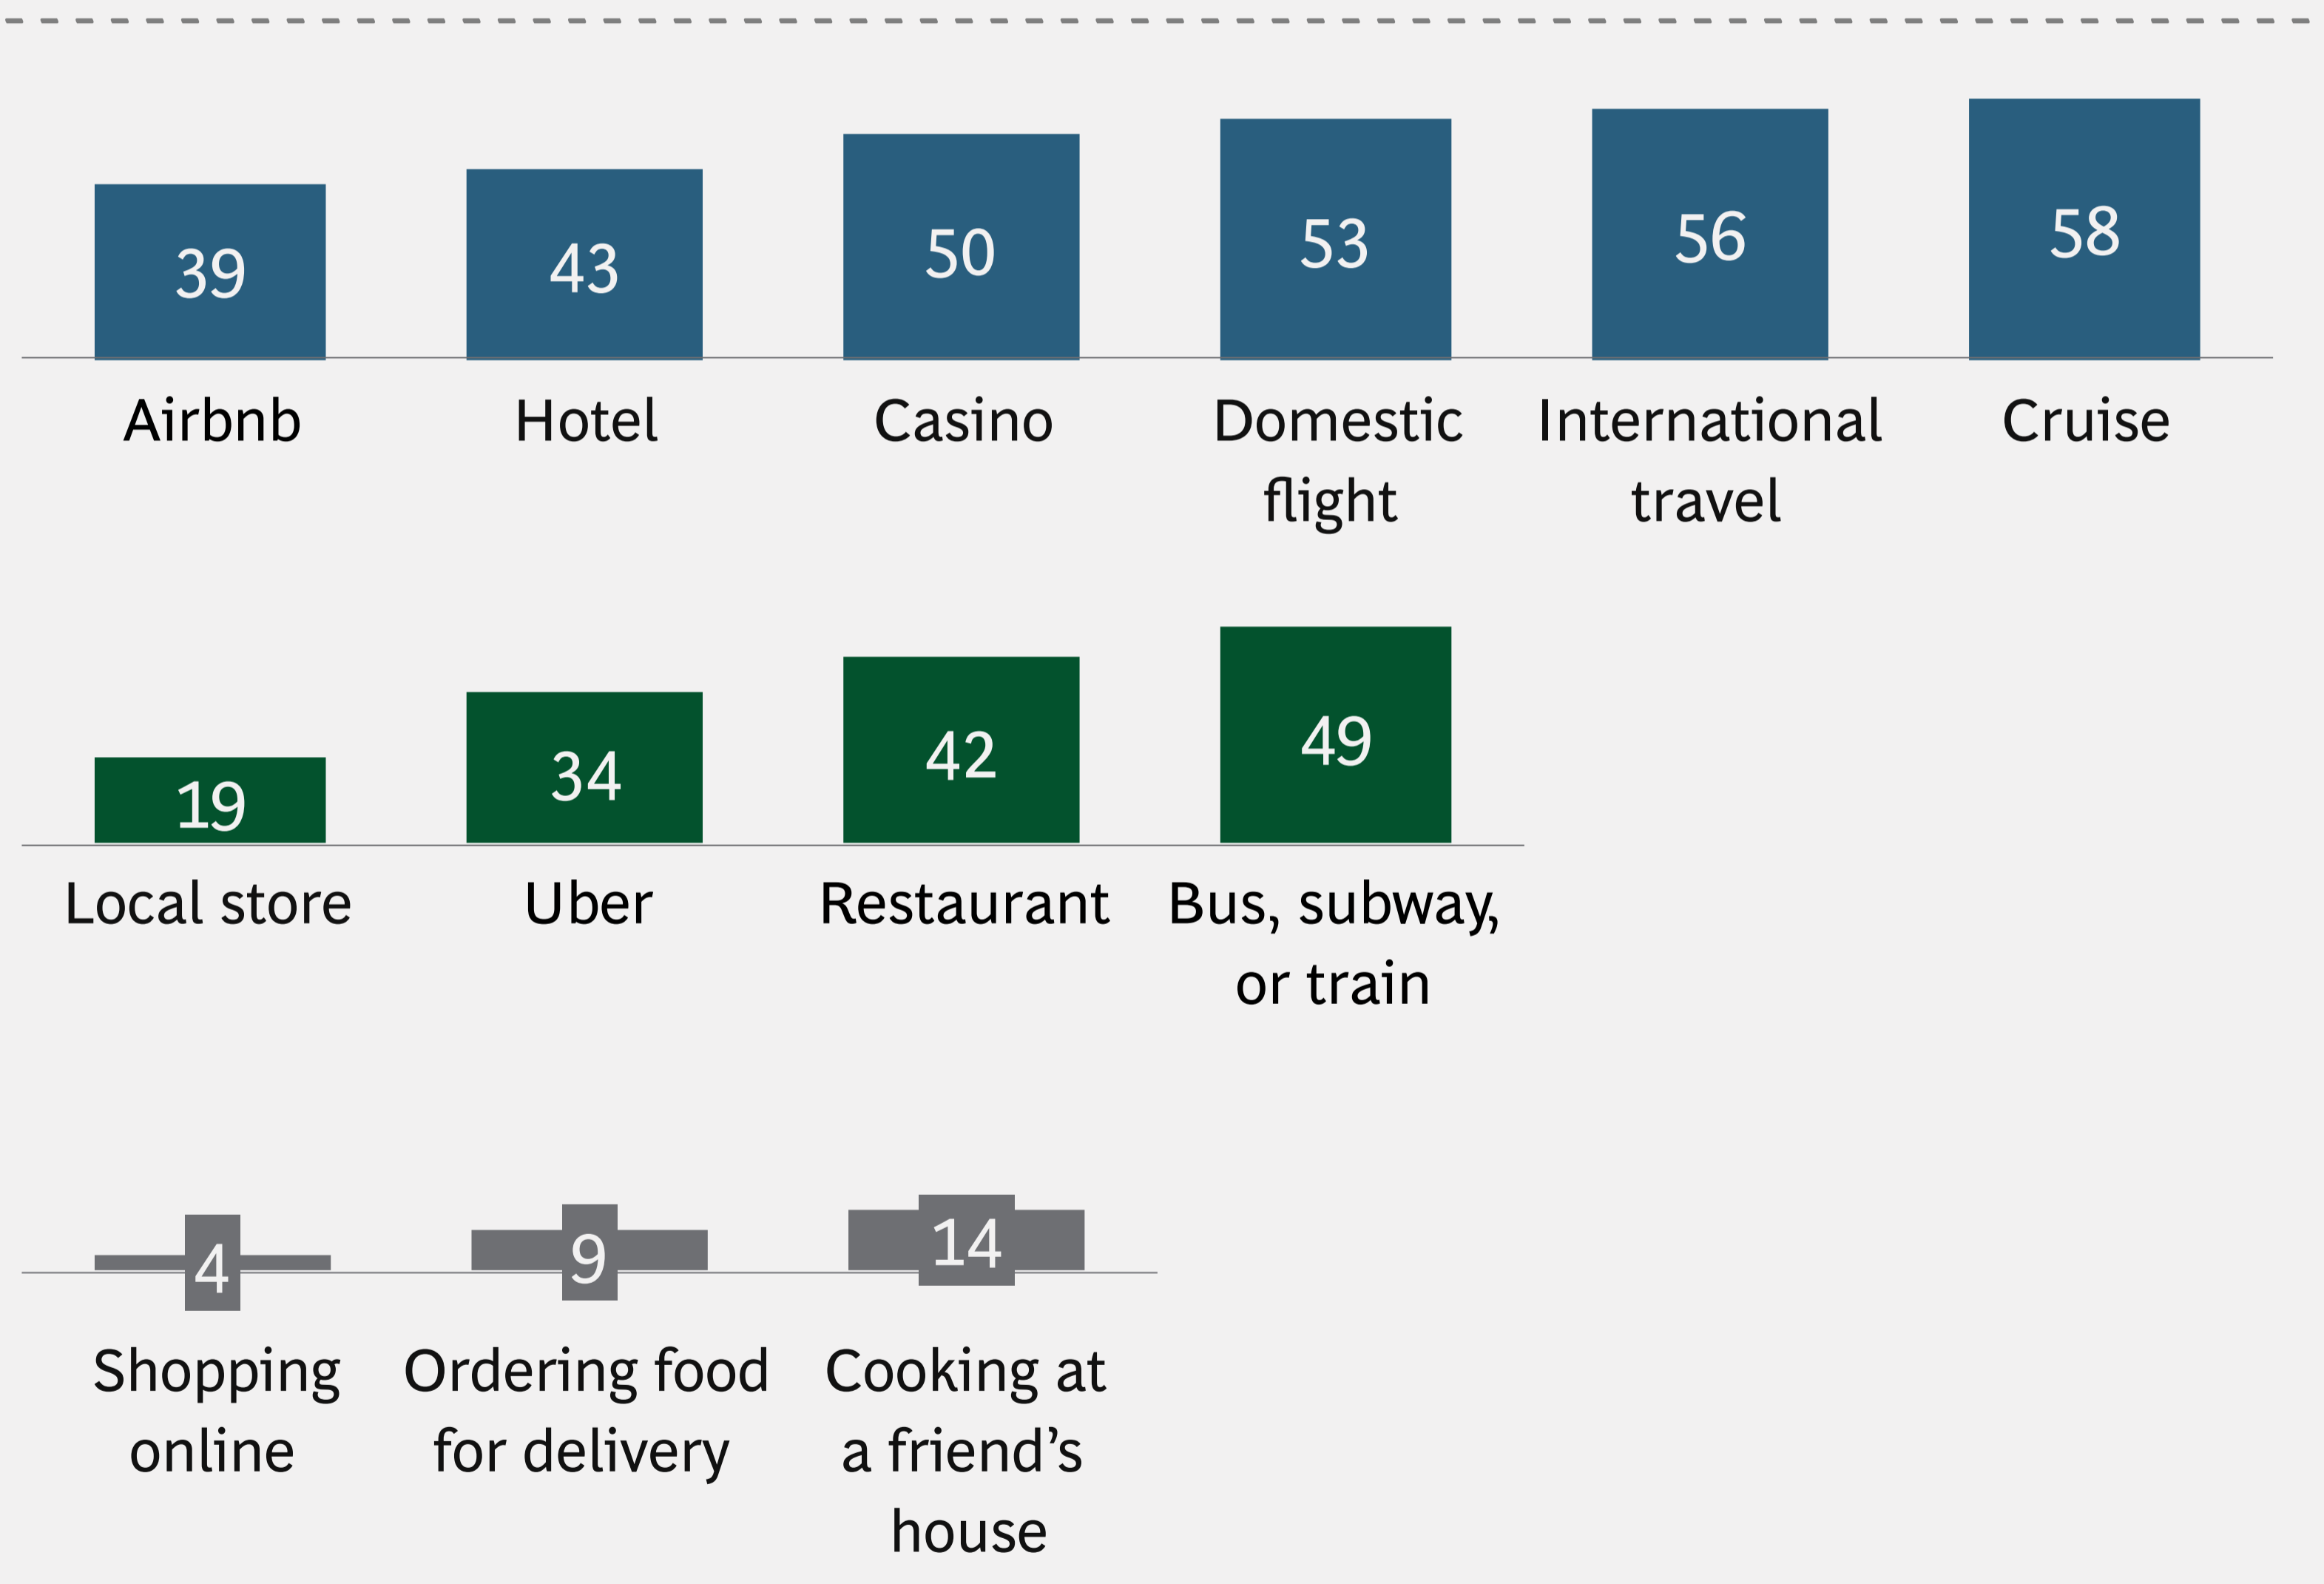 39 43 50 53 56 58
Airbnb Hotel Casino Domestic International Cruise
flight travel
19 34 42 49
Local store Uber Restaurant Bus, subway,
or train
4 9 14
Shopping Ordering food Cooking at
online for delivery a friend's
house